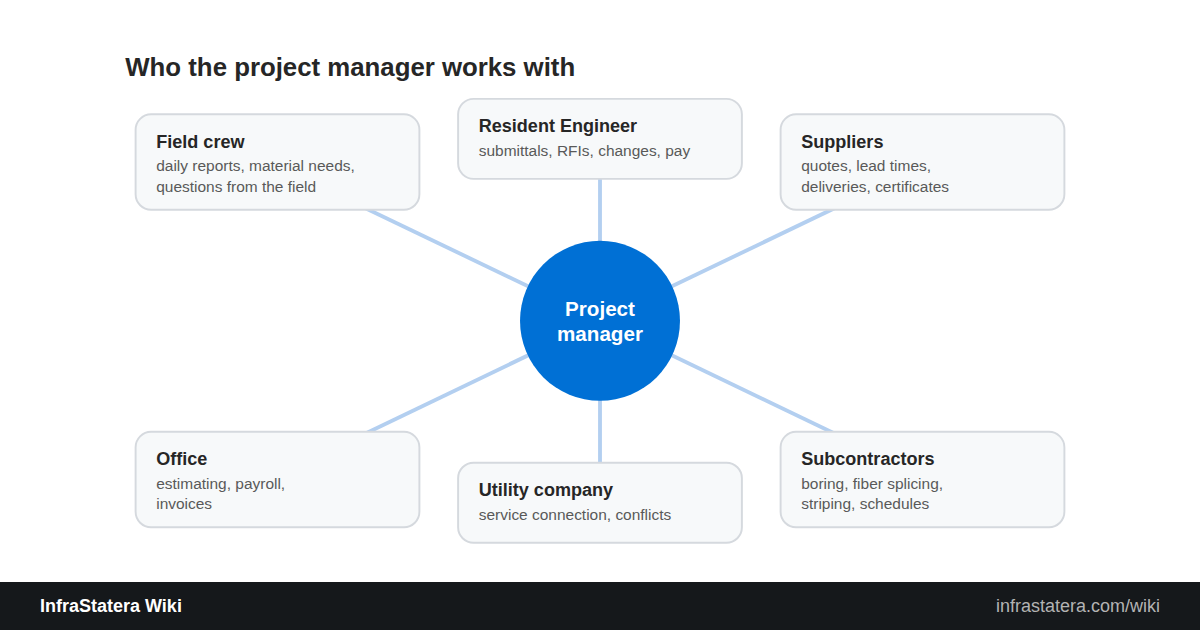 Who the project manager works with
Field crew
daily reports, material needs,
questions from the field
Resident Engineer
submittals, RFIs, changes, pay
Suppliers
quotes, lead times,
deliveries, certificates
Project
manager
Office
estimating, payroll,
invoices
Utility company
service connection, conflicts
Subcontractors
boring, fiber splicing,
striping, schedules
InfraStatera Wiki
infrastatera.com/wiki